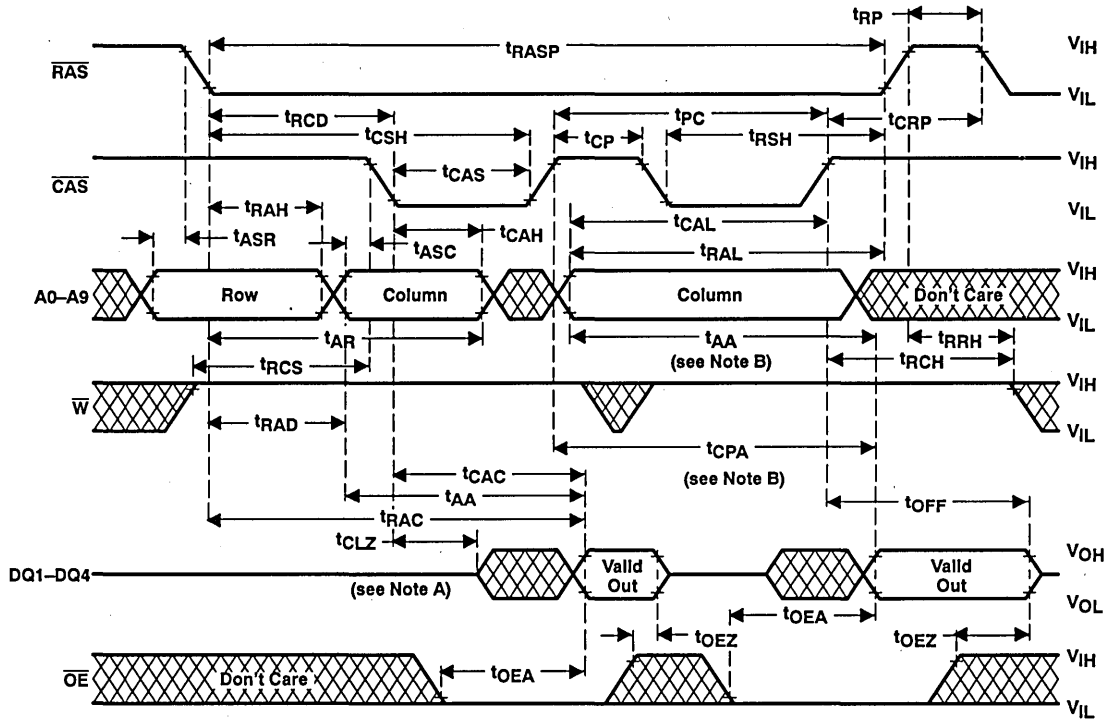 tRP
tRASP
VIH
RAS
VIL
tRCD
tPC
tCSH
tCP
tRSH
tCRP
VIH
CAS
tCAS
VIL
tRAH
tCAH
tCAL
tASR
tASC
tRAL
VIH
A0–A9
Row
Column
Column
Don't Care
VIL
tAR
tAA
tRRH
(see Note B)
tRCS
tRCH
VIH
W
VIL
tRAD
tCPA
tCAC
(see Note B)
tAA
tOFF
tRAC
tCLZ
VOH
DQ1–DQ4
Valid
Out
Valid
Out
(see Note A)
VOL
tOEA
tOEZ
tOEZ
VIH
OE
Don't Care
tOEA
VIL